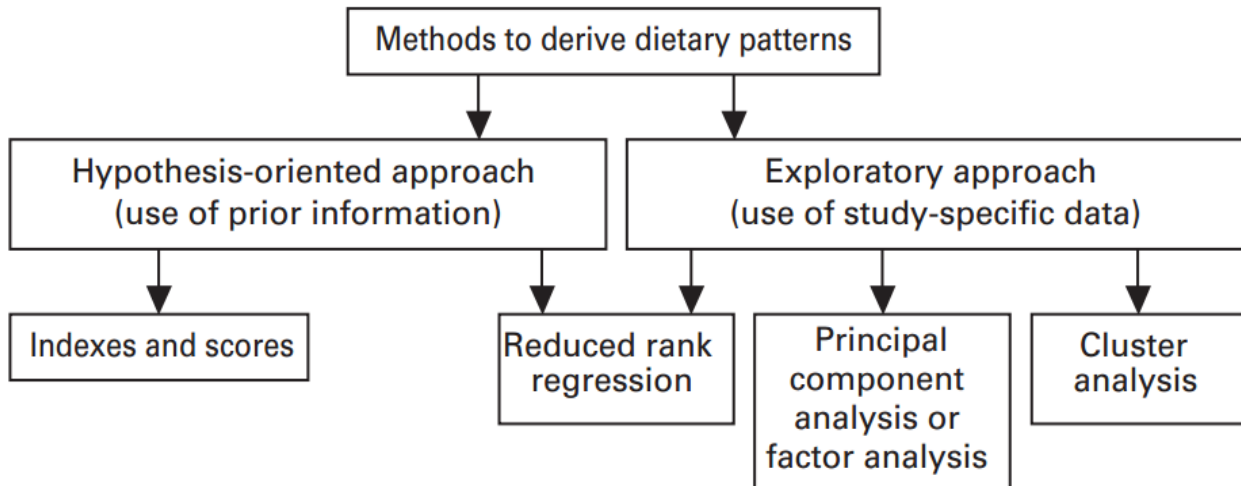 Methods to derive dietary patterns
Hypothesis-oriented approach
(use of prior information)
Exploratory approach
(use of study-specific data)
Indexes and scores
Reduced rank
regression
Principal
component
analysis or
factor analysis
Cluster
analysis